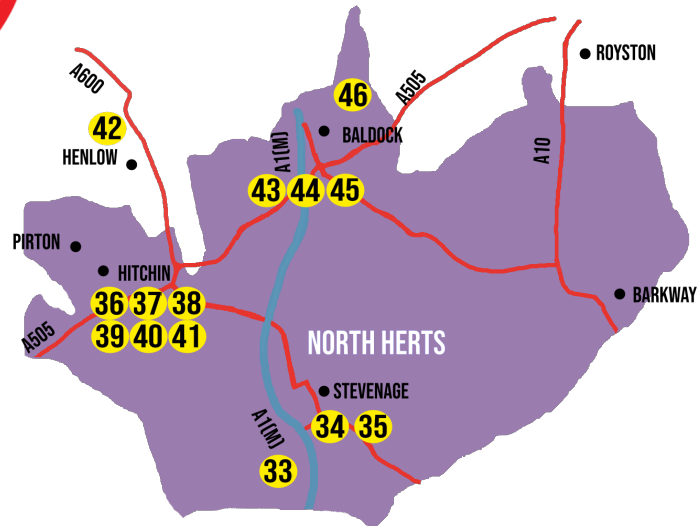 ROYSTON
A600
A505
46
42
A1(M)
BALDOCK
A10
HENLOW
43 44 45
PIRTON
HITCHIN
BARKWAY
36 37 38
A505
39 40 41
NORTH HERTS
STEVENAGE
A1(M)
34 35
33